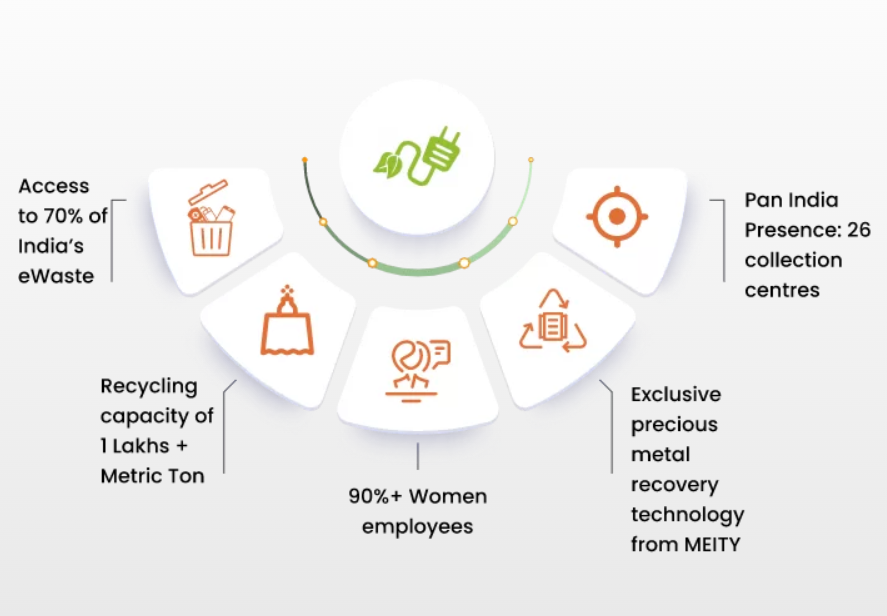 Access
to 70% of
India's
eWaste
Recycling
capacity of
1 Lakhs +
Metric Ton
90%+ Women
employees
Exclusive
precious
metal
recovery
technology
from MEITY
Pan India
Presence: 26
collection
centres